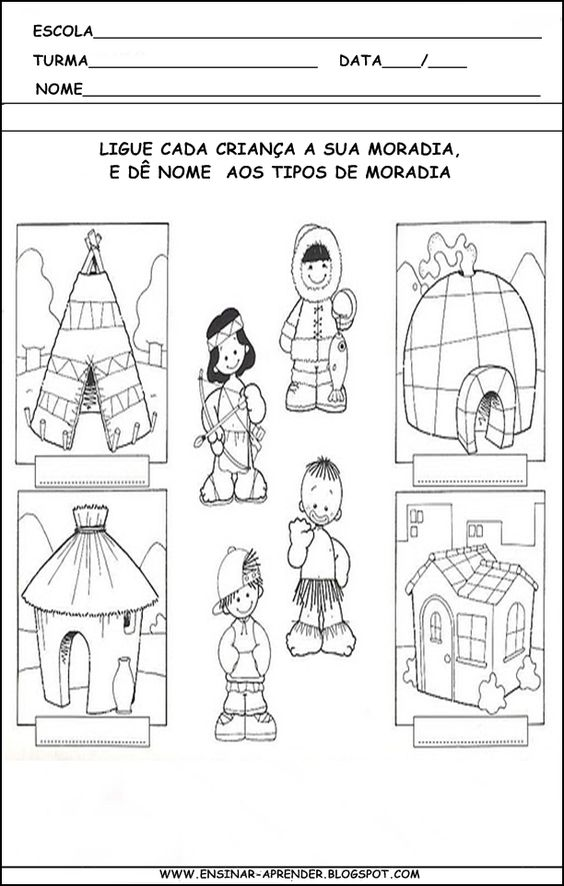 ESCOLA
TURMA DATA / 
NOME
LIGUE CADA CRIANÇA A SUA MORADIA,
E DÊ NOME AOS TIPOS DE MORADIA
WWW.ENSINAR-APRENDER.BLOGSPOT.COM